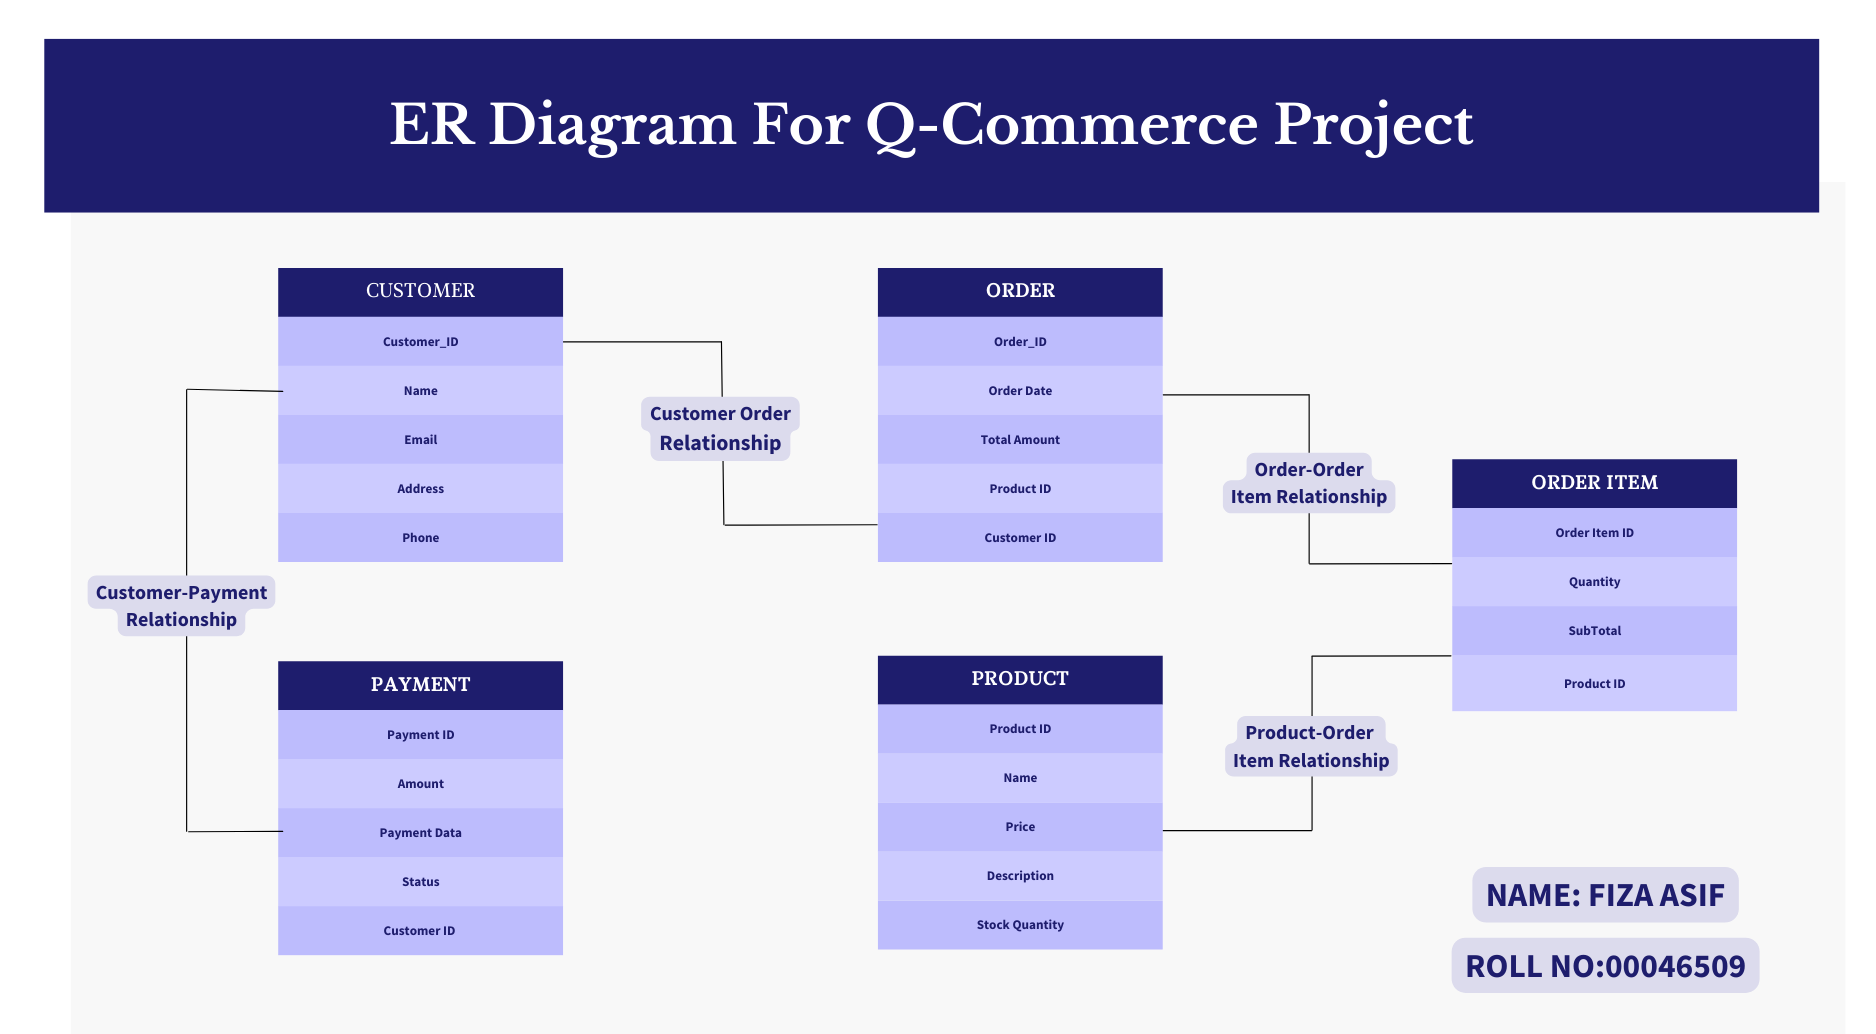 ER Diagram For Q-Commerce Project
CUSTOMER
Customer_ID
Name
Email
Address
Phone
Customer Order
Relationship
ORDER
Order_ID
Order Date
Total Amount
Product ID
Customer ID
Order-Order
Item Relationship
ORDER ITEM
Order Item ID
Quantity
SubTotal
Product ID
Customer-Payment
Relationship
PAYMENT
Payment ID
Amount
Payment Data
Status
Customer ID
PRODUCT
Product ID
Name
Price
Description
Stock Quantity
Product-Order
Item Relationship
NAME: FIZA ASIF
ROLL NO:00046509